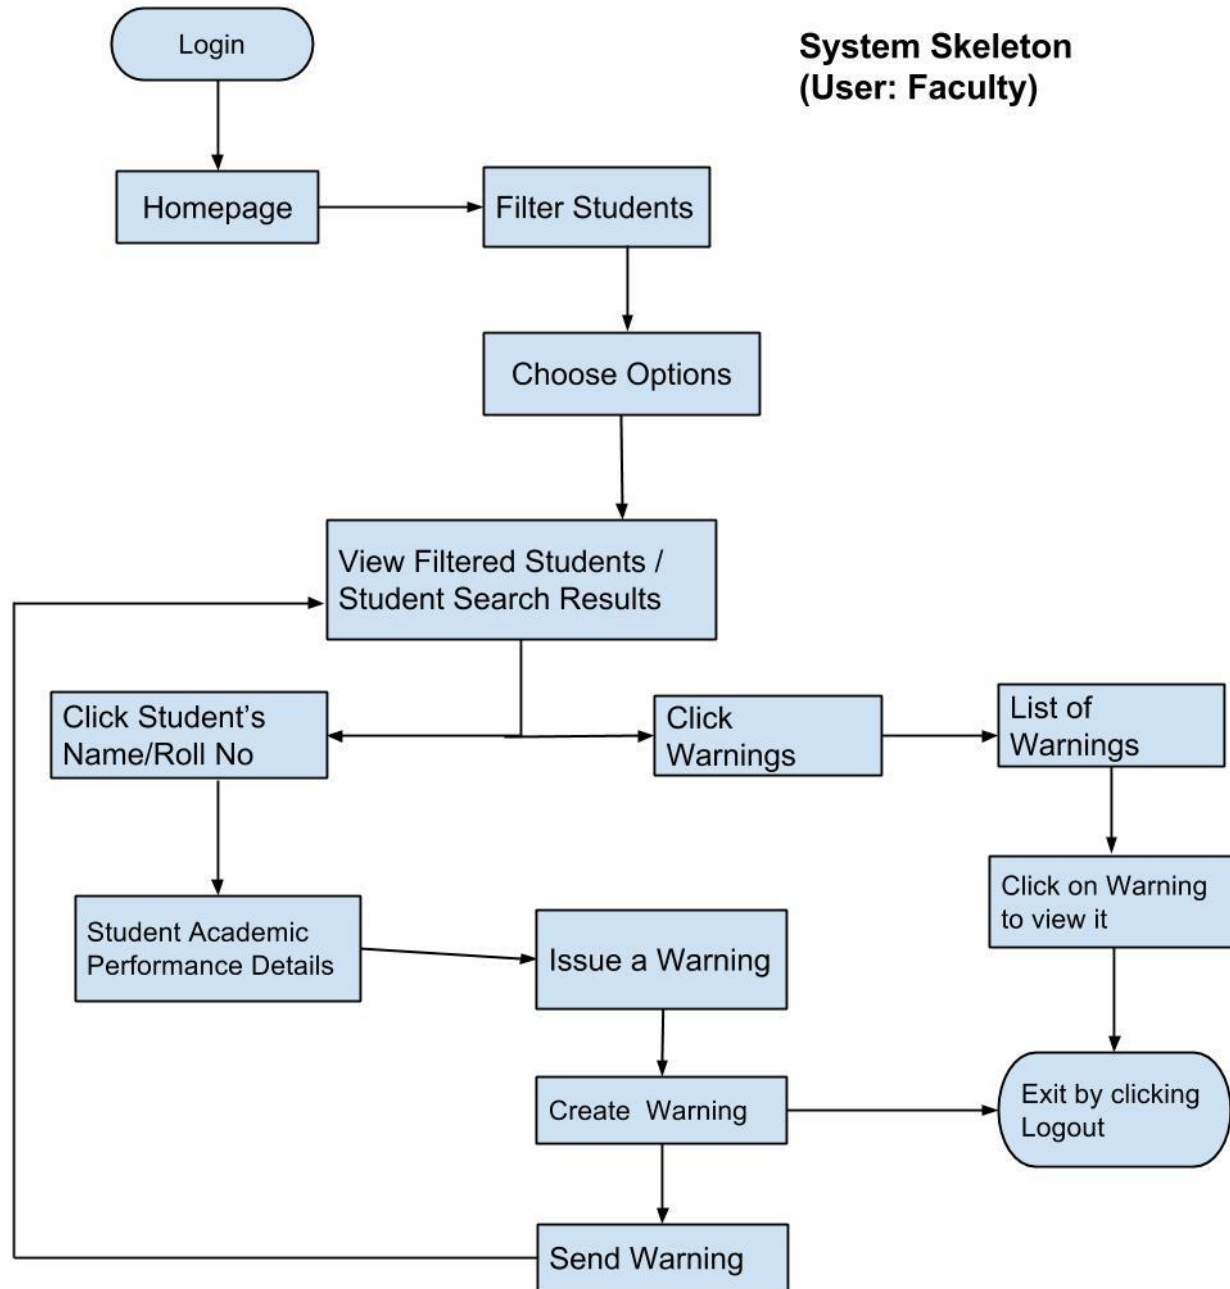 Login
System Skeleton
(User: Faculty)
Homepage
Filter Students
Choose Options
View Filtered Students /
Student Search Results
Click Student’s
Name/Roll No
Click
Warnings
List of
Warnings
Student Academic
Performance Details
Issue a Warning
Click on Warning
to view it
Create  Warning
Exit by clicking
Logout
Send Warning